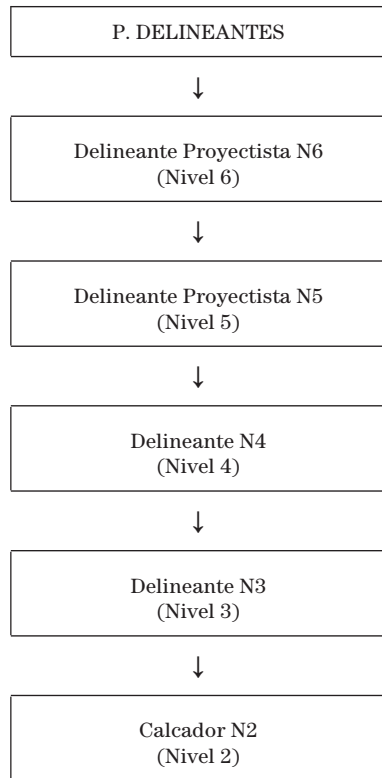 P. DELINEANTES
↓
Delineante Proyectista N6
(Nivel 6)
↓
Delineante Proyectista N5
(Nivel 5)
↓
Delineante N4
(Nivel 4)
↓
Delineante N3
(Nivel 3)
↓
Calcador N2
(Nivel 2)